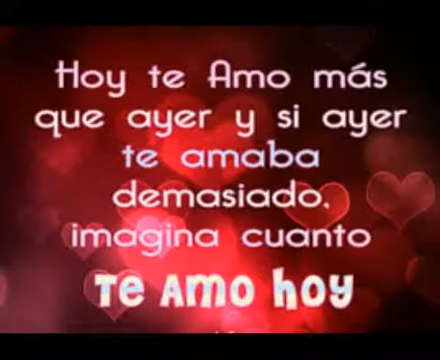 Hoy te Amo más
que ayer y si ayer
te amaba
demasiado,
imagina cuanto
Te Amo hoy